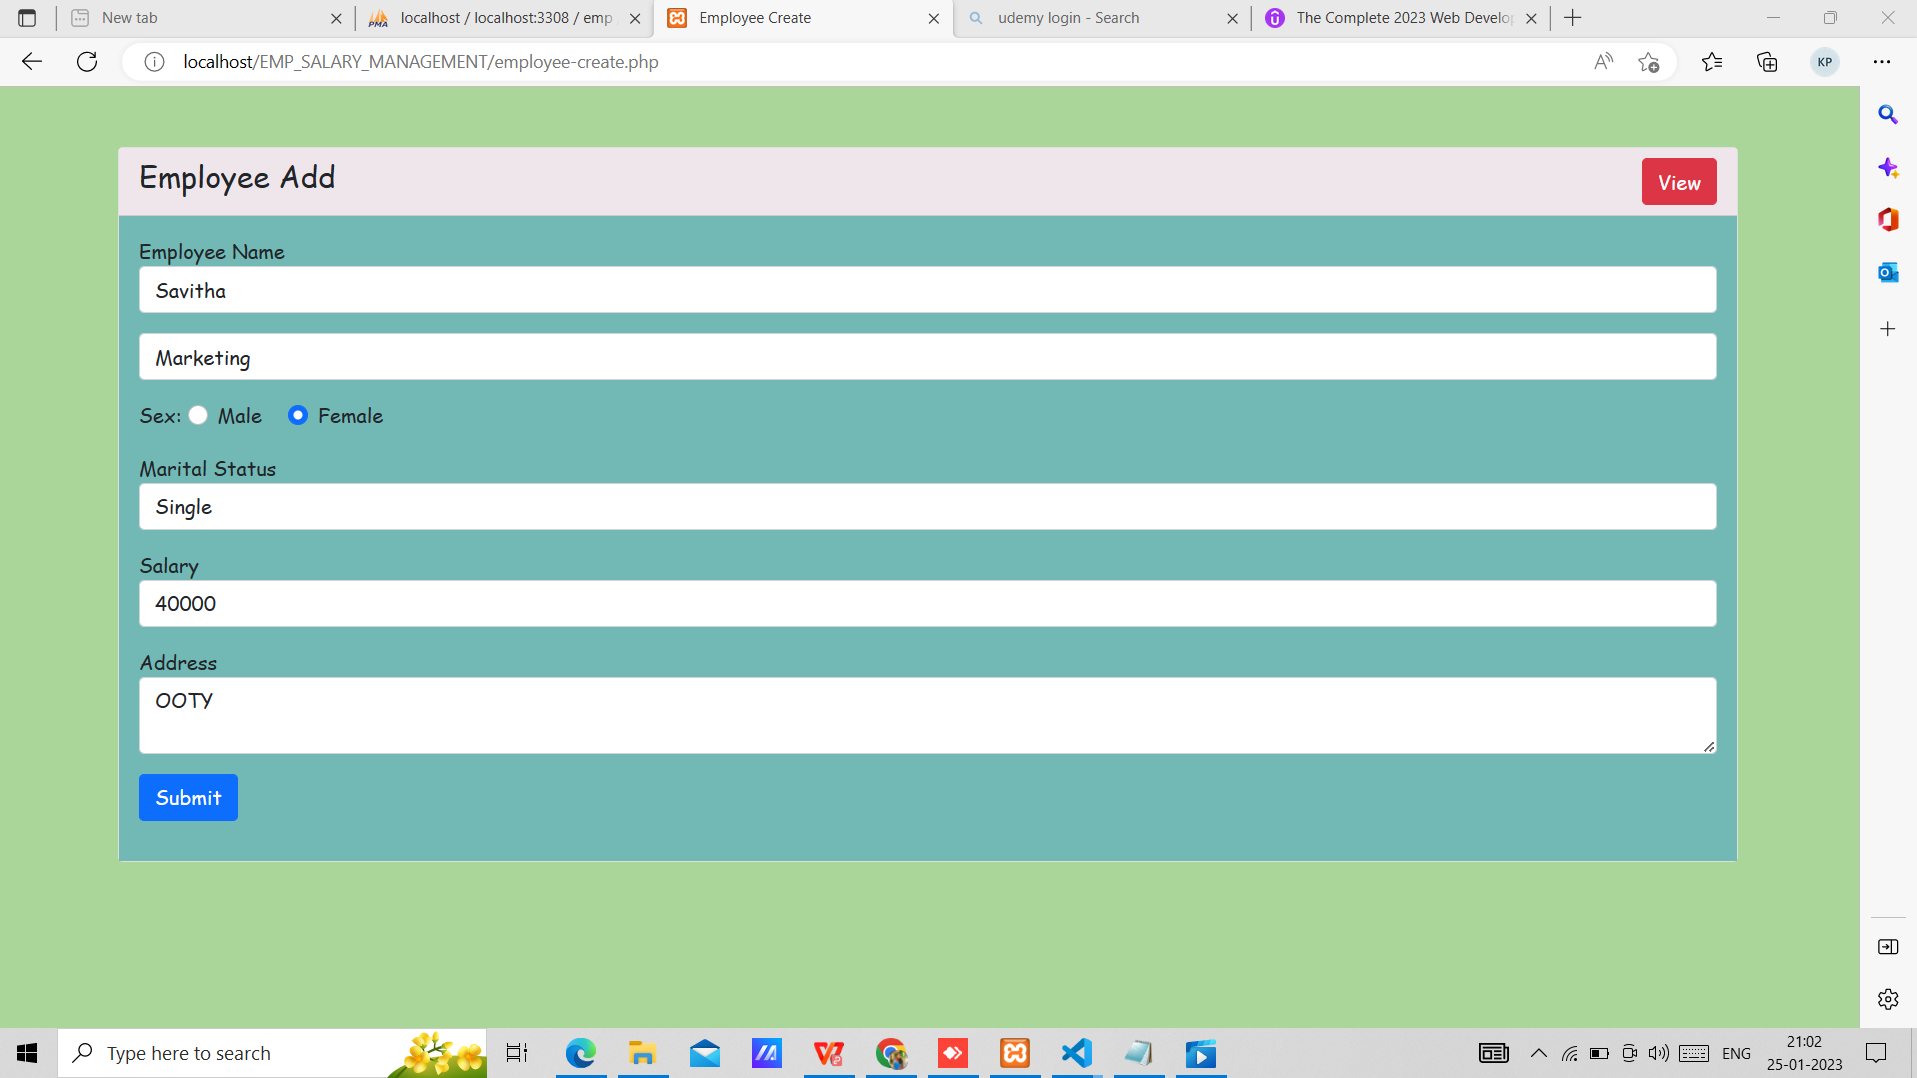 New tab
localhost / localhost:3308 / emp
Employee Create
udemy login - Search
The Complete 2023 Web Develop
localhost/EMP_SALARY_MANAGEMENT/employee-create.php
KP
Employee Add
View
Employee Name
Savitha
Marketing
Sex: Male Female
Marital Status
Single
Salary
40000
Address
OOTY
Submit
Type here to search
ENG
21:02
25-01-2023